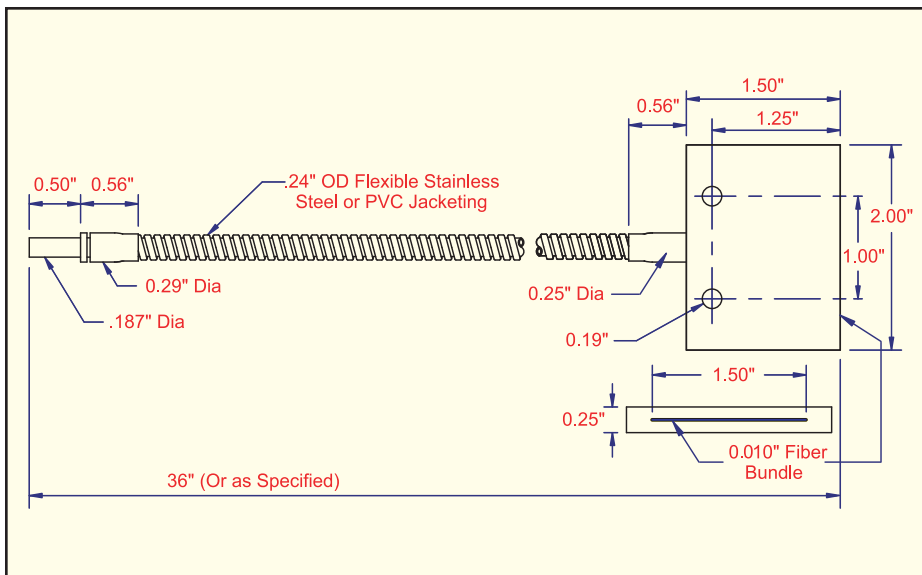 1.50"
0.56"
1.25"
0.50"
0.56"
.24" OD Flexible Stainless
Steel or PVC Jacketing
2.00"
1.00"
0.29" Dia
0.25" Dia
.187" Dia
0.19"
1.50"
0.25"
0.010" Fiber
Bundle
36" (Or as Specified)